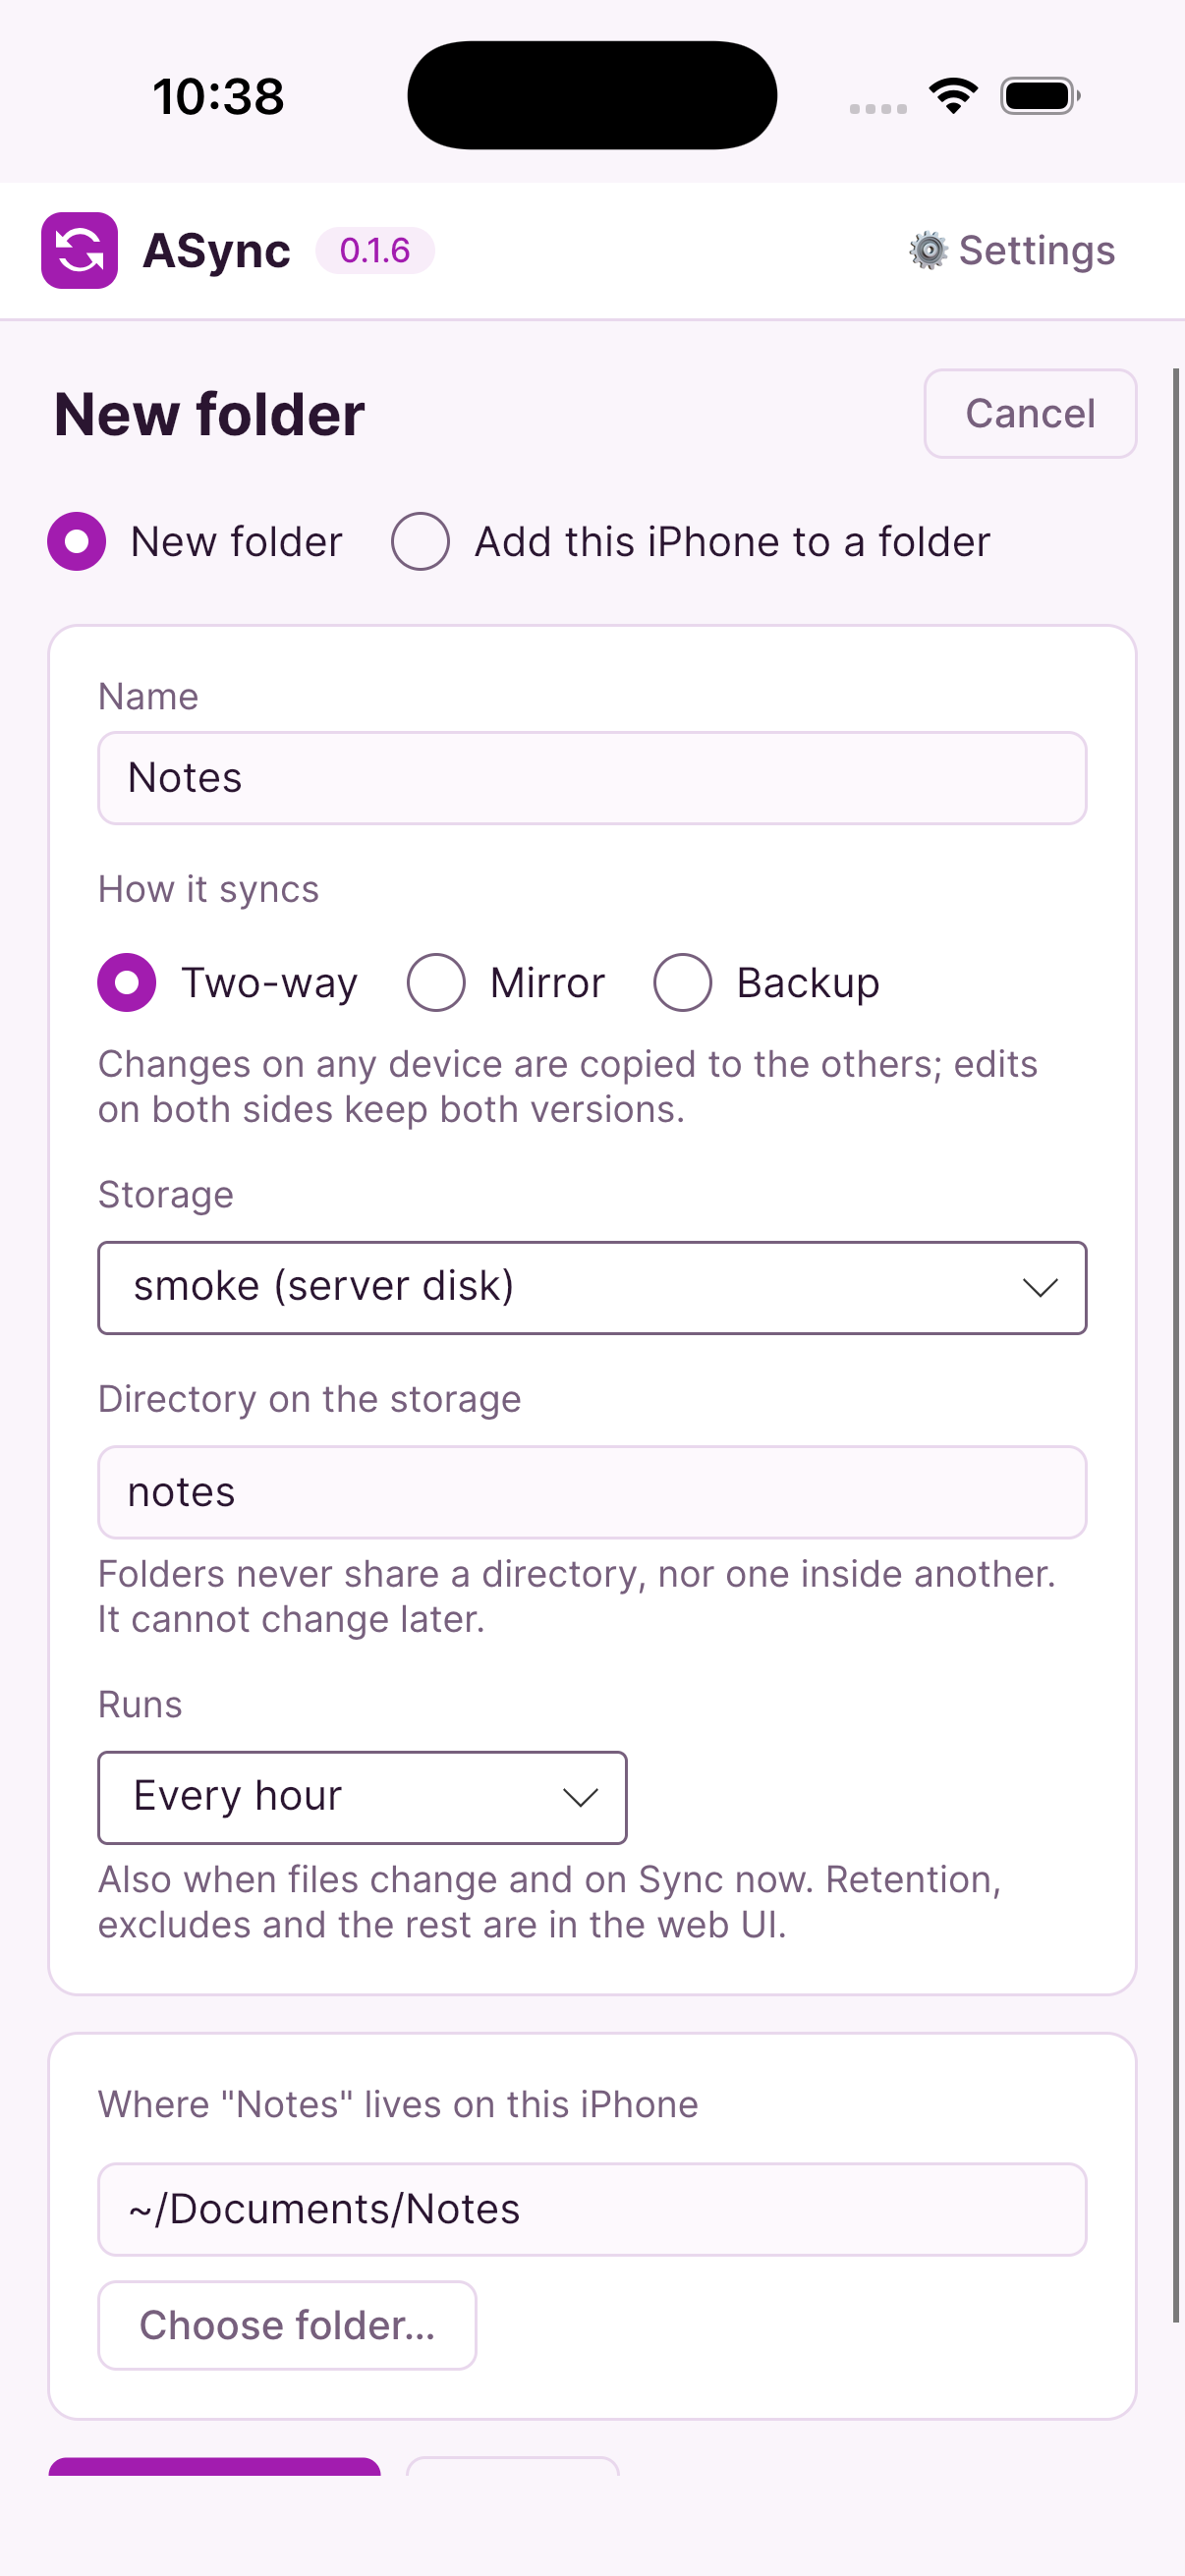 10:38
ASync 0.1.6 Settings
New folder Cancel
New folder Add this iPhone to a folder
Name
Notes
How it syncs
Two-way Mirror Backup
Changes on any device are copied to the others; edits
on both sides keep both versions.
Storage
smoke (server disk)
Directory on the storage
notes
Folders never share a directory, nor one inside another.
It cannot change later.
Runs
Every hour
Also when files change and on Sync now. Retention,
excludes and the rest are in the web UI.
Where "Notes" lives on this iPhone
~/Documents/Notes
Choose folder...